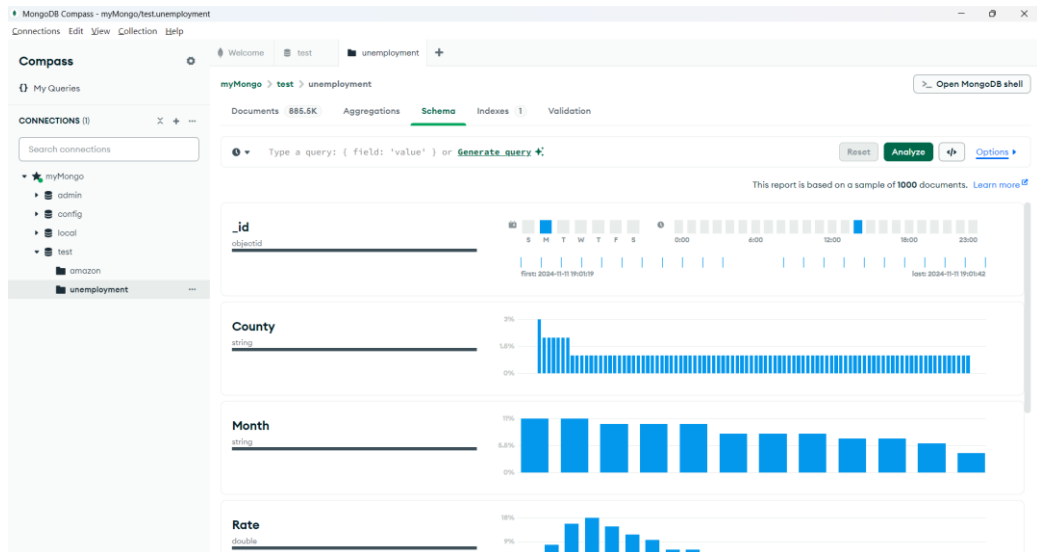 MongoDB Compass - myMongo/test.unemployment
Connections Edit View Collection Help
Compass
{} My Queries
CONNECTIONS (1)
Search connections
myMongo
admin
config
local
test
amazon
unemployment
Welcome
test
unemployment
myMongo > test > unemployment
>_ Open MongoDB shell
Documents 885.5K Aggregations Schema Indexes 1 Validation
Type a query: { field: 'value' } or Generate query
Reset Analyze </> Options
This report is based on a sample of 1000 documents. Learn more
_id
objectid
S M T W T F S
0:00 6:00 12:00 18:00 23:00
first: 2024-11-11 19:01:19 last: 2024-11-11 19:01:42
County
string
3%
1.5%
0%
Month
string
11%
5.5%
0%
Rate
double
18%
9%